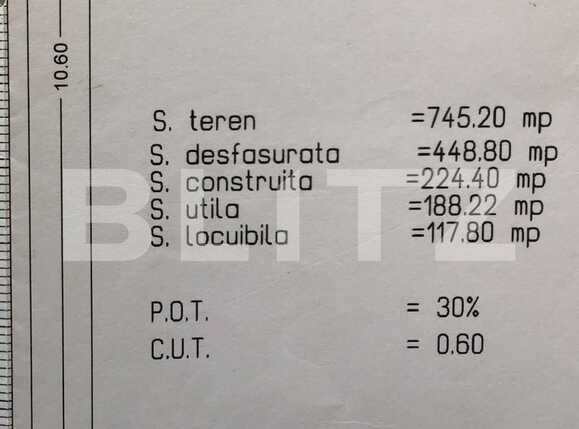 10.60
S. teren =745.20 mp
S. desfasurata =448.80 mp
S. construita =224.40 mp
S. utila =188.22 mp
S. locuibila =117.80 mp
BLITZ
P.O.T. = 30%
C.U.T. = 0.60